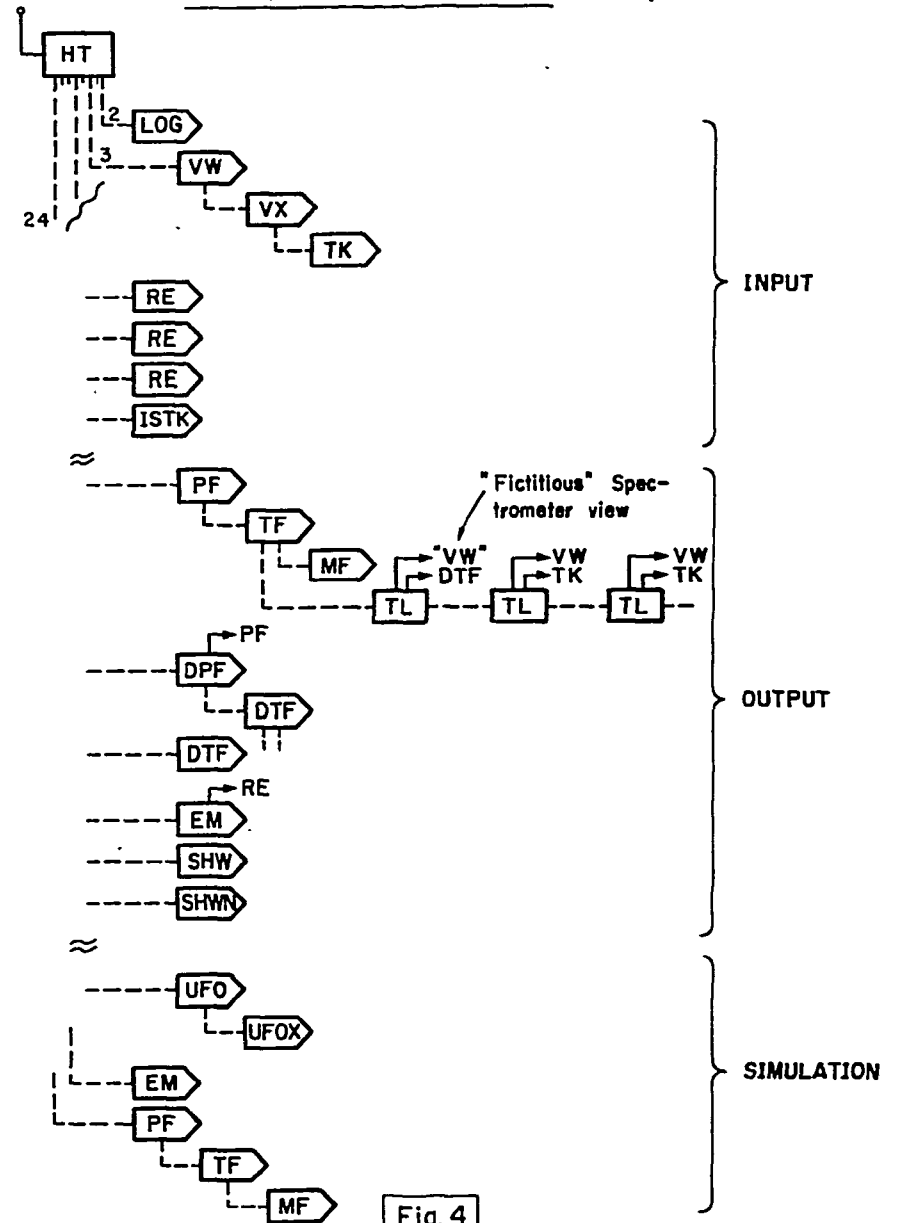 HT
2
LOG
3
VW
24
VX
TK
RE
INPUT
RE
RE
ISTK
≈
PF
"Fictitious" Spec-
trometer view
TF
MF
"VW"
DTF
VW
TK
VW
TK
TL
TL
TL
PF
DPF
DTF
OUTPUT
DTF
RE
EM
SHW
SHWN
≈
UFO
UFOX
SIMULATION
EM
PF
TF
MF
Fig. 4